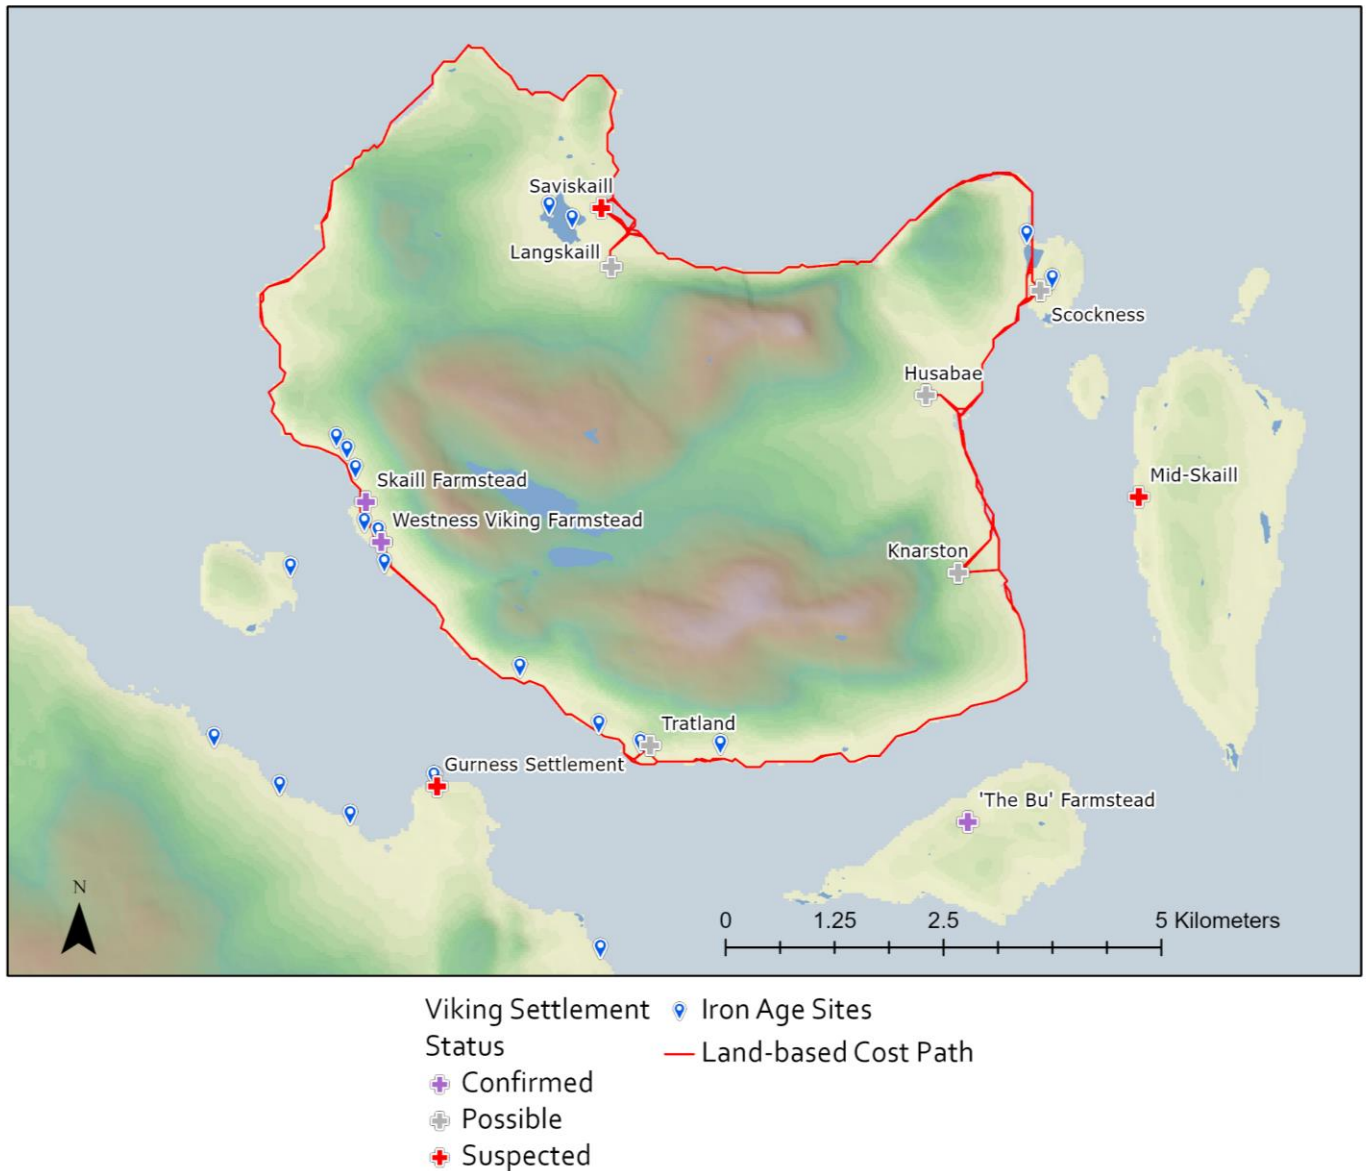 Saviskaill
Langskaill
Scockness
Husabae
Mid-Skaill
Skaill Farmstead
Westness Viking Farmstead
Knarston
Tratland
Gurness Settlement
'The Bu' Farmstead
N
0 1.25 2.5 5 Kilometers
Viking Settlement
Status
Confirmed
Possible
Suspected
Iron Age Sites
Land-based Cost Path